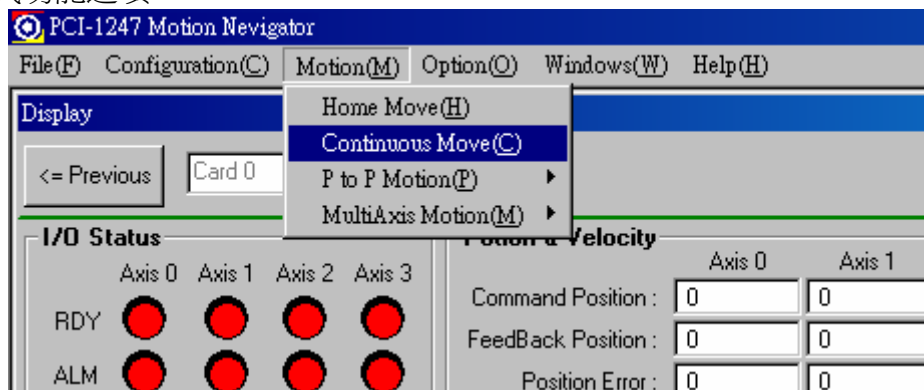 PCI-1247 Motion Nevigator
File(F) Configuration(C) Motion(M) Option(O) Windows(W) Help(H)
Display
Home Move(H)
Continuous Move(C)
P to P Motion(P)
MultiAxis Motion(M)
<= Previous Card 0
I/O Status
Axis 0 Axis 1 Axis 2 Axis 3
RDY
ALM
Velocity
Axis 0 Axis 1
Command Position : 0 0
FeedBack Position : 0 0
Position Error : 0 0